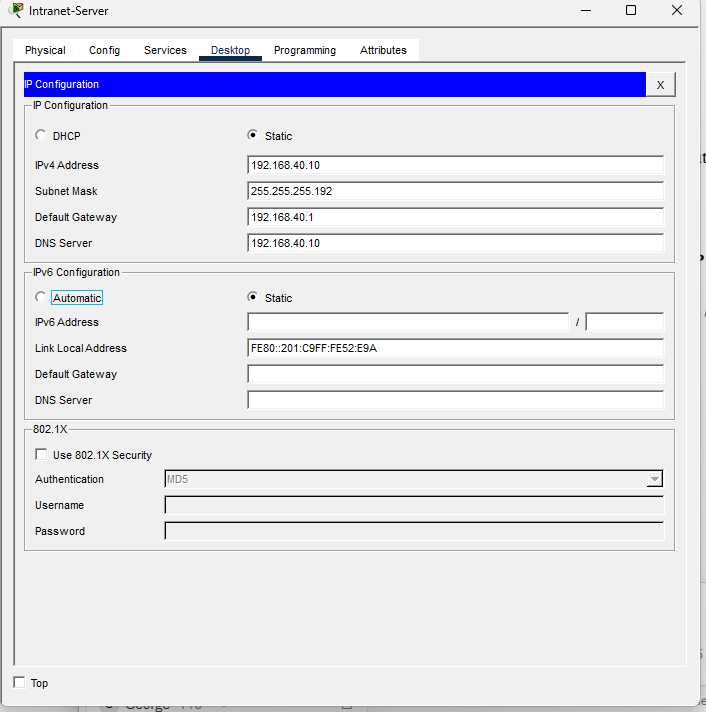 Intranet-Server
Physical Config Services Desktop Programming Attributes
IP Configuration X
IP Configuration
DHCP Static
IPv4 Address 192.168.40.10
Subnet Mask 255.255.255.192
Default Gateway 192.168.40.1
DNS Server 192.168.40.10
IPv6 Configuration
Automatic Static
IPv6 Address /
Link Local Address FE80::201:C9FF:FE52:E9A
Default Gateway
DNS Server
802.1X
Use 802.1X Security
Authentication MD5
Username
Password
Top